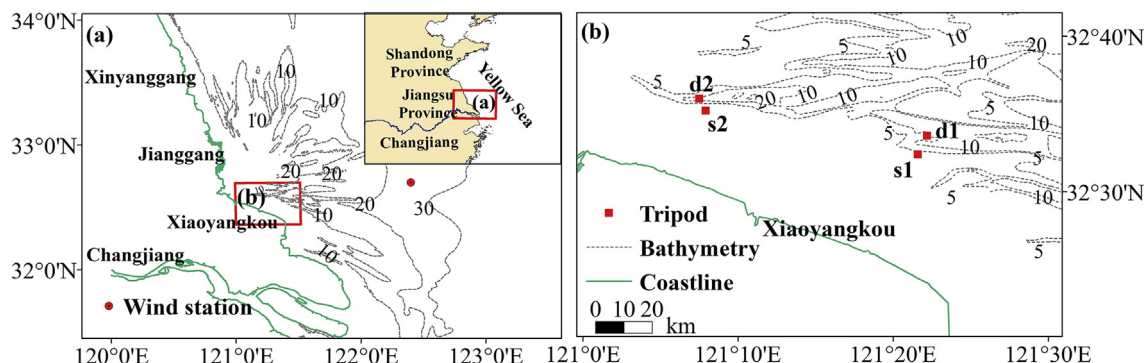 34°0'N
(a)
Xinyanggang
10
10
10
Shandong
Province
Yellow Sea
Jiangsu
Province
(a)
Changjiang
33°0'N
Jianggang
20
20
(b)
10
30
Xiaoyangkou
10
Changjiang
32°0'N
Wind station
120°0'E
121°0'E
122°0'E
123°0'E
(b)
5
5
10
20
32°40'N
5
5
10
d2
20
10
10
s2
5
d1
10
5
s1
5
5
32°30'N
Tripod
Xiaoyangkou
5
Bathymetry
Coastline
0 10 20
km
121°0'E
121°10'E
121°20'E
121°30'E